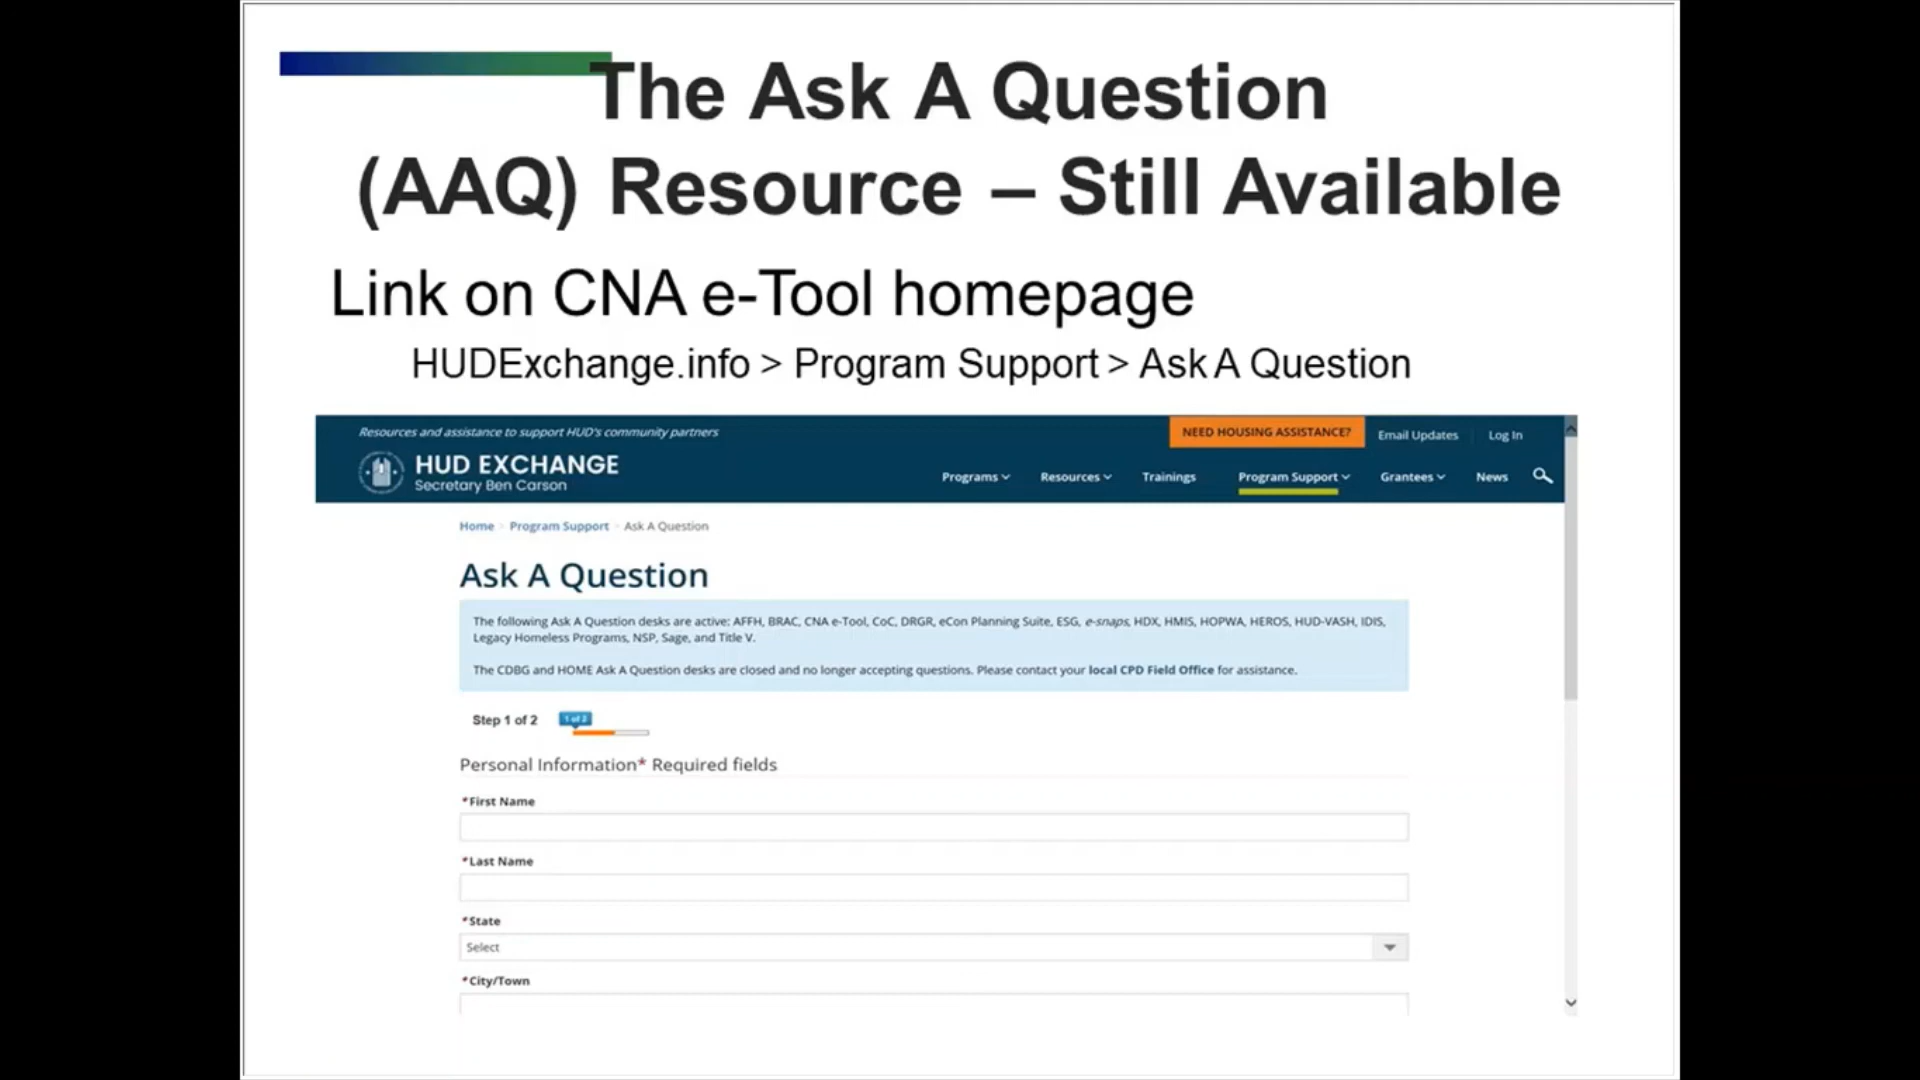 The Ask A Question
(AAQ) Resource – Still Available
Link on CNA e-Tool homepage
HUDExchange.info > Program Support > Ask A Question
Resources and assistance to support HUD's community partners
NEED HOUSING ASSISTANCE? Email Updates Log In
HUD EXCHANGE
Secretary Ben Carson
Programs Resources Trainings Program Support Grantees News
Home > Program Support > Ask A Question
Ask A Question
The following Ask A Question desks are active: AFFH, BRAC, CNA e-Tool, CoC, DRGR, eCon Planning Suite, ESG, e-snaps, HDX, HMIS, HOPWA, HEROS, HUD-VASH, IDIS,
Legacy Homeless Programs, NSP, Sage, and Title V.
The CDBG and HOME Ask A Question desks are closed and no longer accepting questions. Please contact your local CPD Field Office for assistance.
Step 1 of 2 1 of 2
Personal Information* Required fields
*First Name
*Last Name
*State
Select
*City/Town